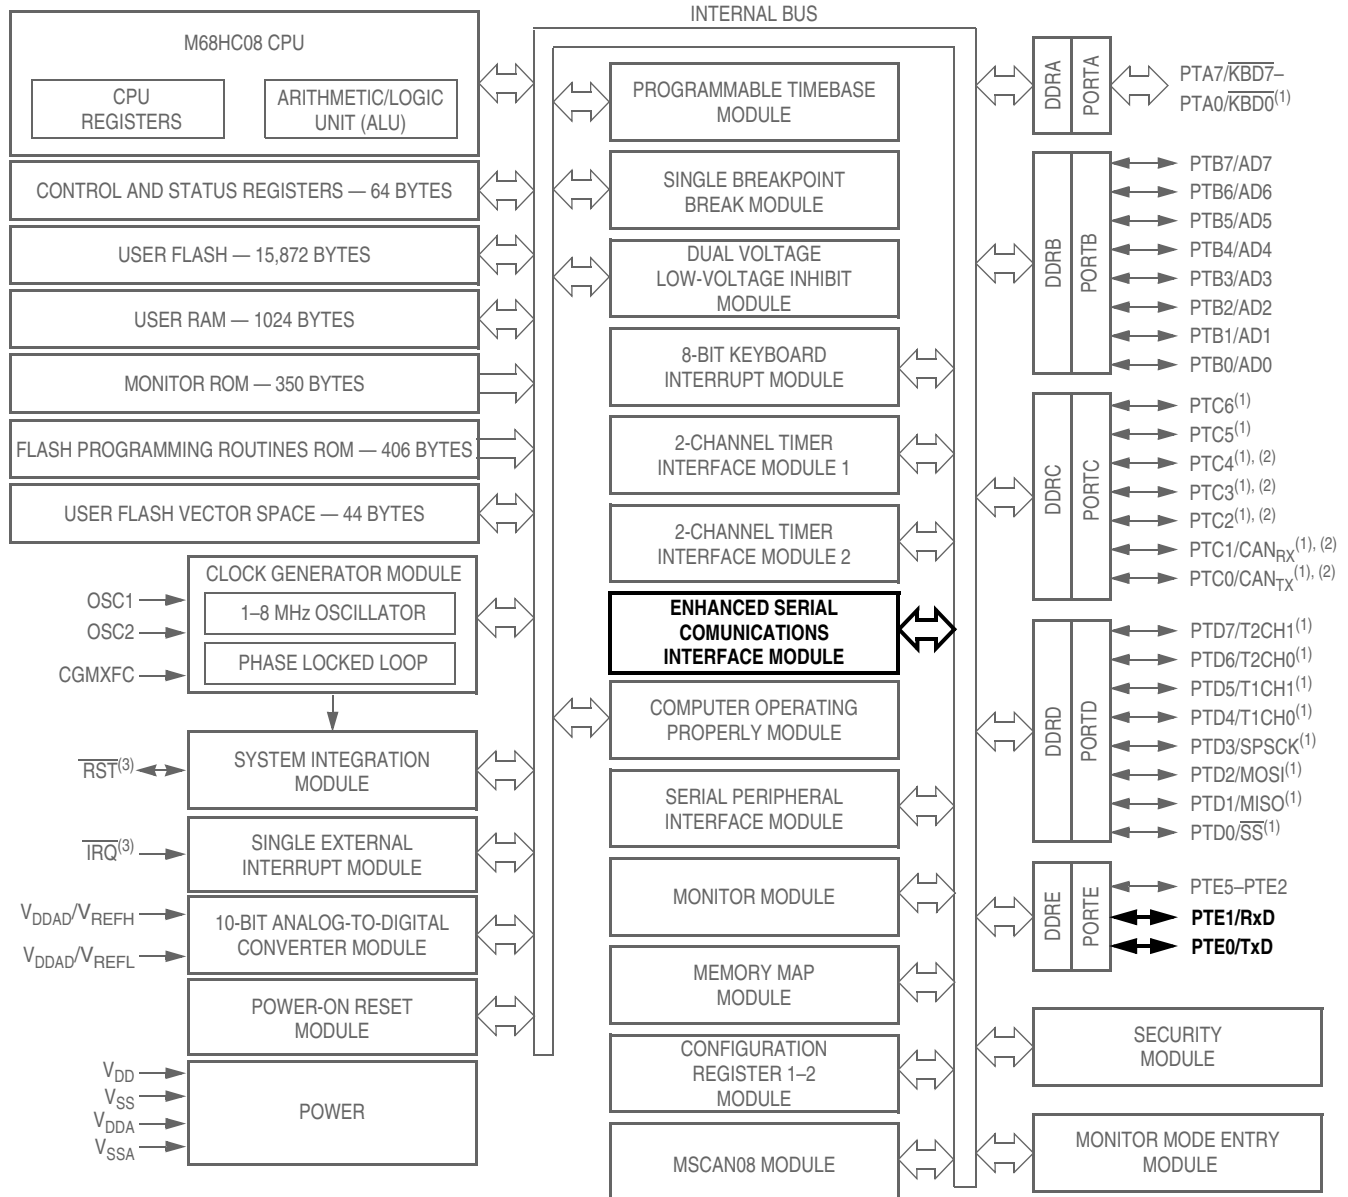 INTERNAL BUS
M68HC08 CPU
CPU
REGISTERS
ARITHMETIC/LOGIC
UNIT (ALU)
CONTROL AND STATUS REGISTERS — 64 BYTES
USER FLASH — 15,872 BYTES
USER RAM — 1024 BYTES
MONITOR ROM — 350 BYTES
FLASH PROGRAMMING ROUTINES ROM — 406 BYTES
USER FLASH VECTOR SPACE — 44 BYTES
CLOCK GENERATOR MODULE
1–8 MHz OSCILLATOR
PHASE LOCKED LOOP
OSC1
OSC2
CGMXFC
SYSTEM INTEGRATION
MODULE
RST(3)
SINGLE EXTERNAL
INTERRUPT MODULE
IRQ(3)
10-BIT ANALOG-TO-DIGITAL
CONVERTER MODULE
VDDAD/VREFH
VDDAD/VREFL
POWER-ON RESET
MODULE
POWER
VDD
VSS
VDDA
VSSA
PROGRAMMABLE TIMEBASE
MODULE
SINGLE BREAKPOINT
BREAK MODULE
DUAL VOLTAGE
LOW-VOLTAGE INHIBIT
MODULE
8-BIT KEYBOARD
INTERRUPT MODULE
2-CHANNEL TIMER
INTERFACE MODULE 1
2-CHANNEL TIMER
INTERFACE MODULE 2
ENHANCED SERIAL
COMUNICATIONS
INTERFACE MODULE
COMPUTER OPERATING
PROPERLY MODULE
SERIAL PERIPHERAL
INTERFACE MODULE
MONITOR MODULE
MEMORY MAP
MODULE
CONFIGURATION
REGISTER 1–2
MODULE
MSCAN08 MODULE
DDRA
PORTA
PTA7/KBD7–
PTA0/KBD0(1)
DDRB
PORTB
PTB7/AD7
PTB6/AD6
PTB5/AD5
PTB4/AD4
PTB3/AD3
PTB2/AD2
PTB1/AD1
PTB0/AD0
DDRC
PORTC
PTC6(1)
PTC5(1)
PTC4(1), (2)
PTC3(1), (2)
PTC2(1), (2)
PTC1/CANRX(1), (2)
PTC0/CANTX(1), (2)
DDRD
PORTD
PTD7/T2CH1(1)
PTD6/T2CH0(1)
PTD5/T1CH1(1)
PTD4/T1CH0(1)
PTD3/SPSCK(1)
PTD2/MOSI(1)
PTD1/MISO(1)
PTD0/SS(1)
DDRE
PORTE
PTE5–PTE2
PTE1/RxD
PTE0/TxD
SECURITY
MODULE
MONITOR MODE ENTRY
MODULE